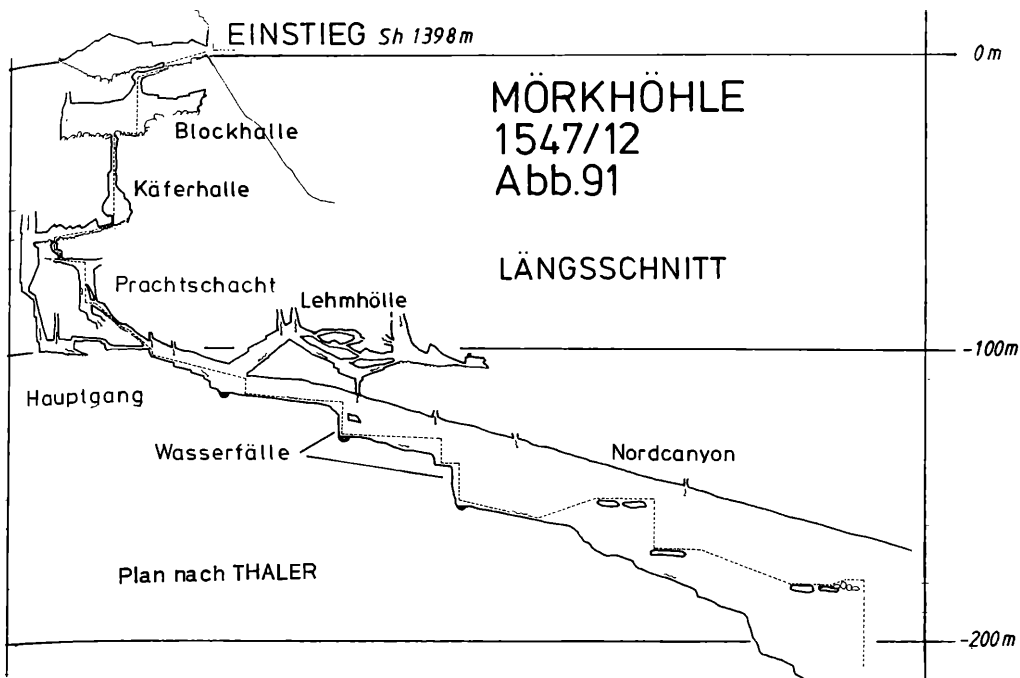 EINSTIEG Sh 1398m
0m
MÖRKHÖHLE
1547/12
Abb.91
Blockhalle
Käferhalle
LÄNGSSCHNITT
Prachtschacht
Lehmhölle
-100m
Hauptgang
Wasserfälle
Nordcanyon
Plan nach THALER
-200m